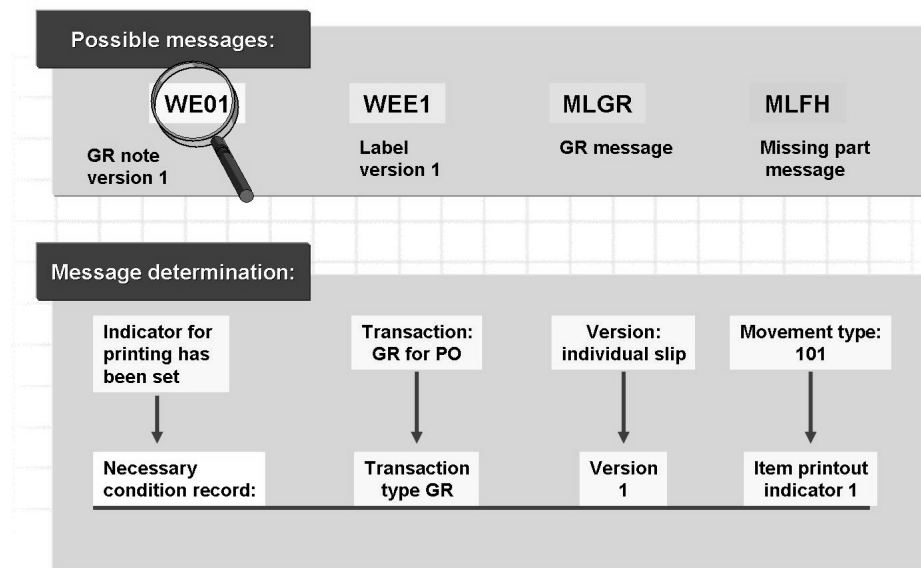 Possible messages:
WE01
WEE1
MLGR
MLFH
GR note
version 1
Label
version 1
GR message
Missing part
message
Message determination:
Indicator for
printing has
been set
Transaction:
GR for PO
Version:
individual slip
Movement type:
101
Necessary
condition record:
Transaction
type GR
Version
1
Item printout
indicator 1